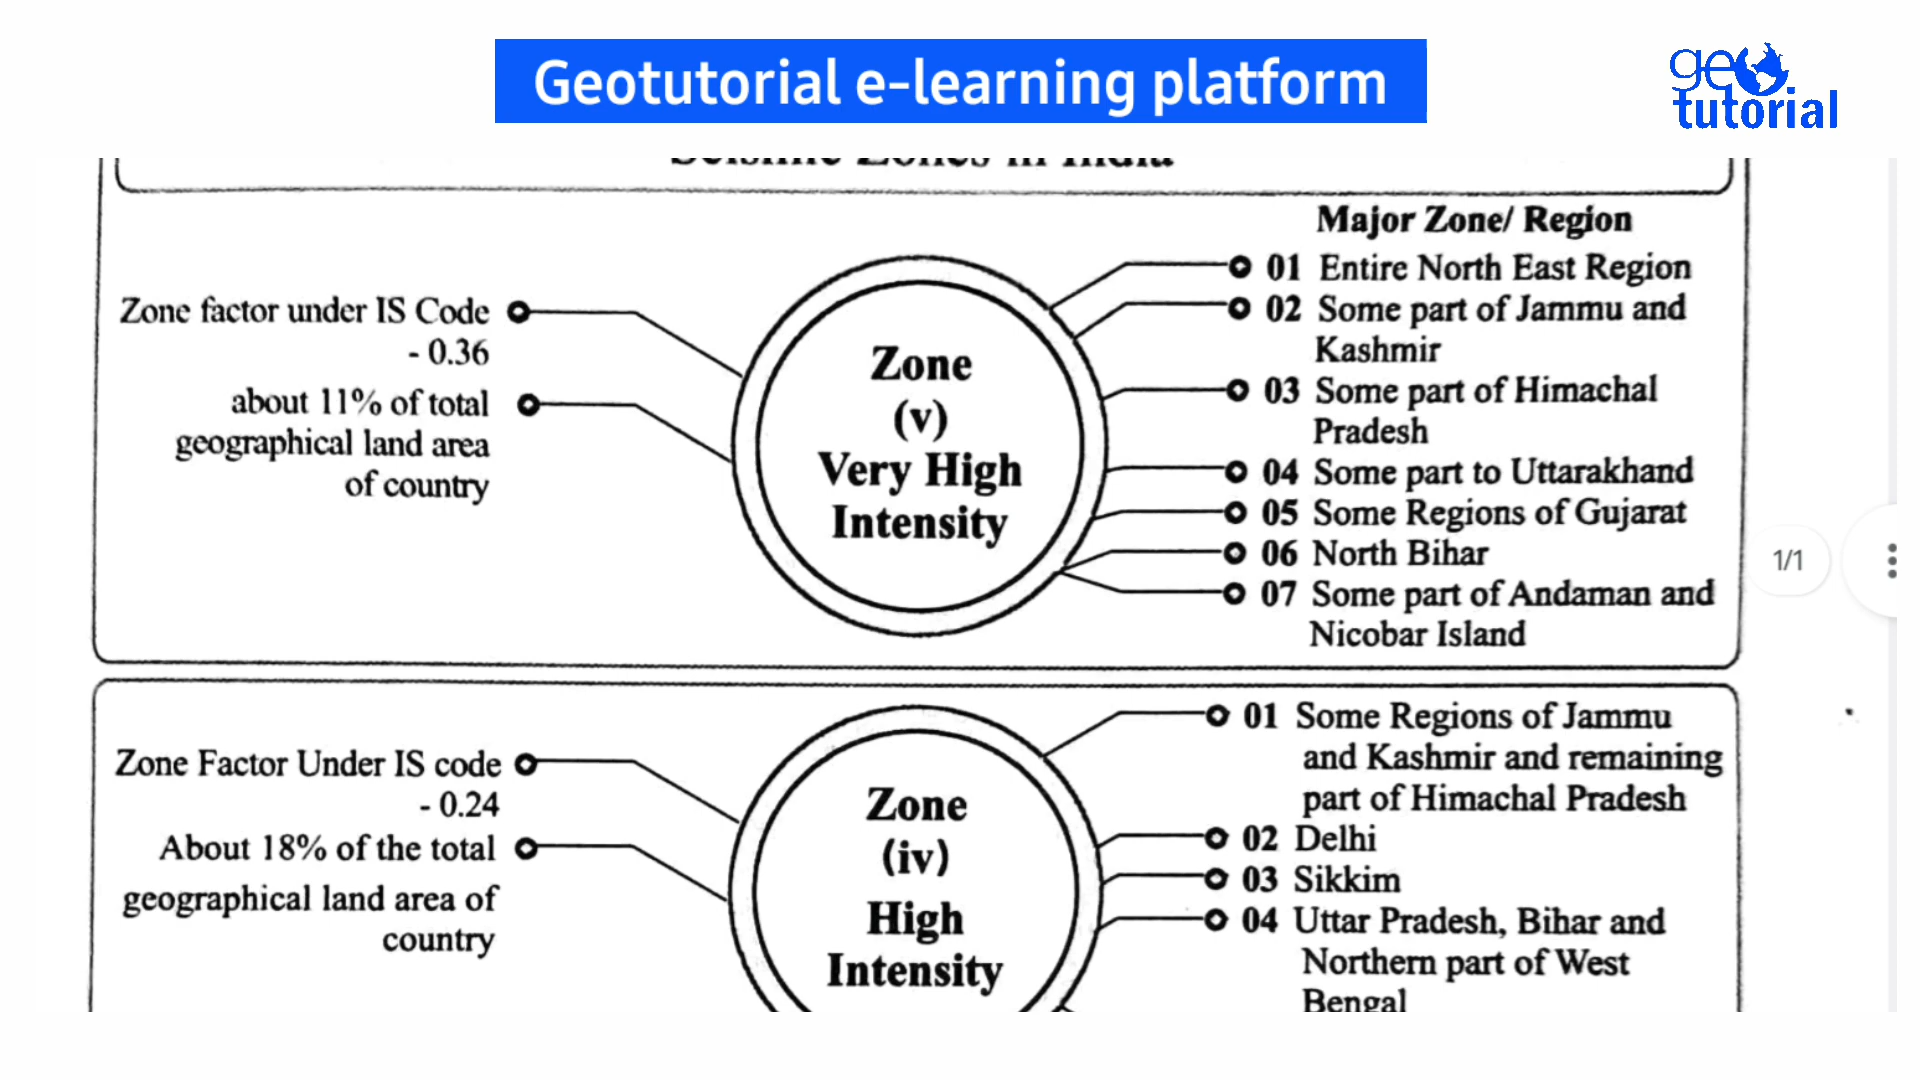 Geotutorial e-learning platform
geo
tutorial
Seismic Zones in India
Major Zone/ Region
Zone factor under IS Code
- 0.36
about 11% of total
geographical land area
of country
Zone
(v)
Very High
Intensity
01 Entire North East Region
02 Some part of Jammu and
Kashmir
03 Some part of Himachal
Pradesh
04 Some part to Uttarakhand
05 Some Regions of Gujarat
06 North Bihar
07 Some part of Andaman and
Nicobar Island
1/1
Zone Factor Under IS code
- 0.24
About 18% of the total
geographical land area of
country
Zone
(iv)
High
Intensity
01 Some Regions of Jammu
and Kashmir and remaining
part of Himachal Pradesh
02 Delhi
03 Sikkim
04 Uttar Pradesh, Bihar and
Northern part of West
Bengal